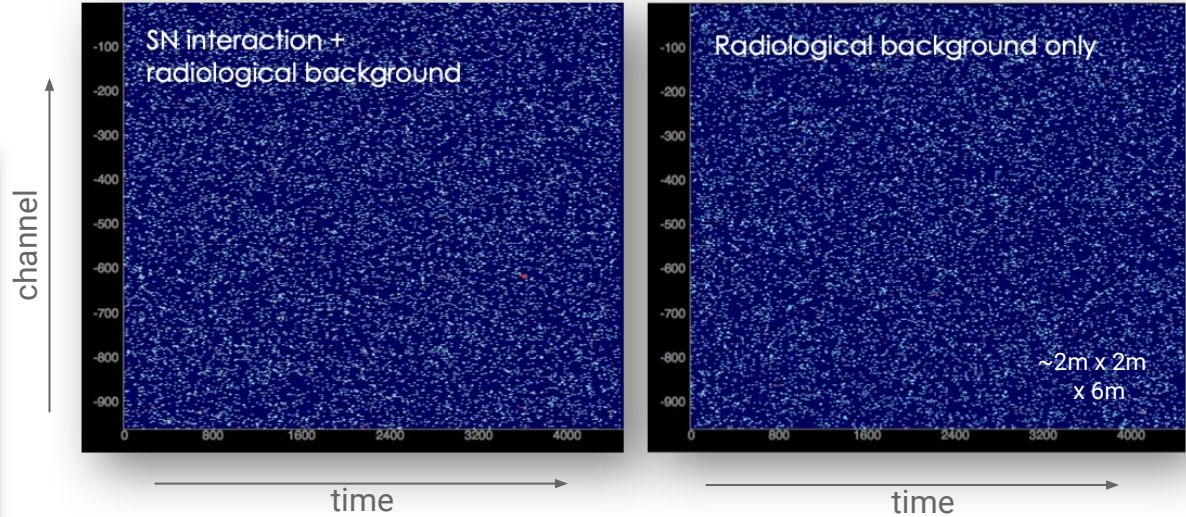 SN interaction +
radiological background
-100
-200
-300
-400
-500
-600
-700
-800
-900
0 800 1600 2400 3200 4000
channel
time
Radiological background only
-100
-200
-300
-400
-500
-600
-700
-800
-900
~2m x 2m
x 6m
0 800 1600 2400 3200 4000
time